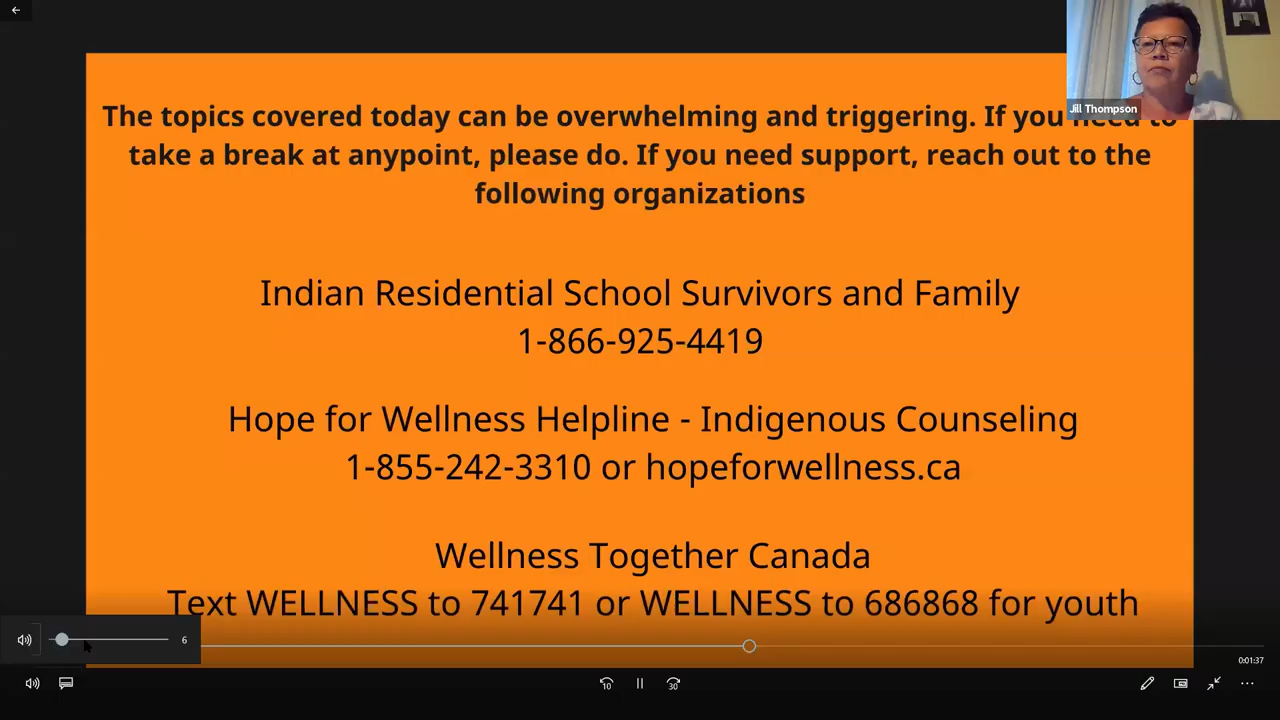 Jill Thompson
The topics covered today can be overwhelming and triggering. If you need to
take a break at anypoint, please do. If you need support, reach out to the
following organizations
Indian Residential School Survivors and Family
1-866-925-4419
Hope for Wellness Helpline - Indigenous Counseling
1-855-242-3310 or hopeforwellness.ca
Wellness Together Canada
Text WELLNESS to 741741 or WELLNESS to 686868 for youth
6
0:01:37
10
30